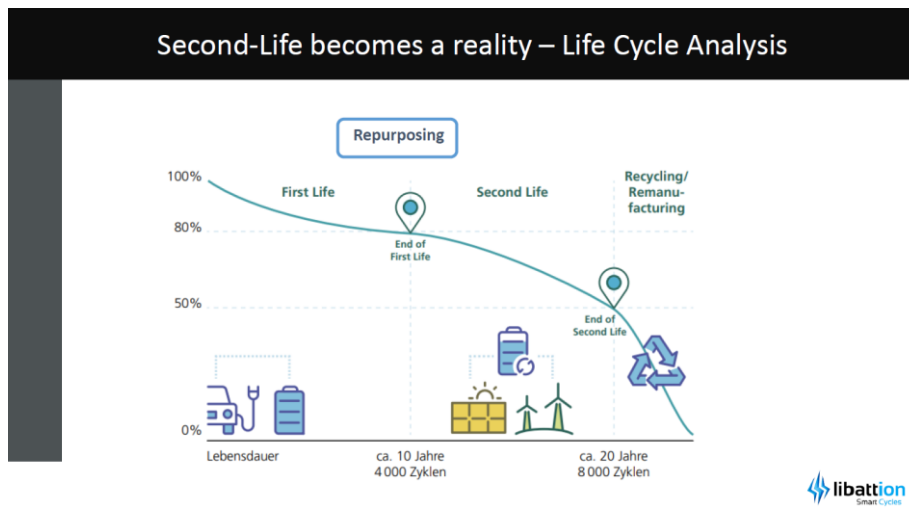 Second-Life becomes a reality – Life Cycle Analysis
Repurposing
100%
First Life
Second Life
Recycling/
Remanu-
facturing
80%
End of
First Life
50%
End of
Second Life
0%
Lebensdauer
ca. 10 Jahre
4 000 Zyklen
ca. 20 Jahre
8 000 Zyklen
libattion
Smart Cycles